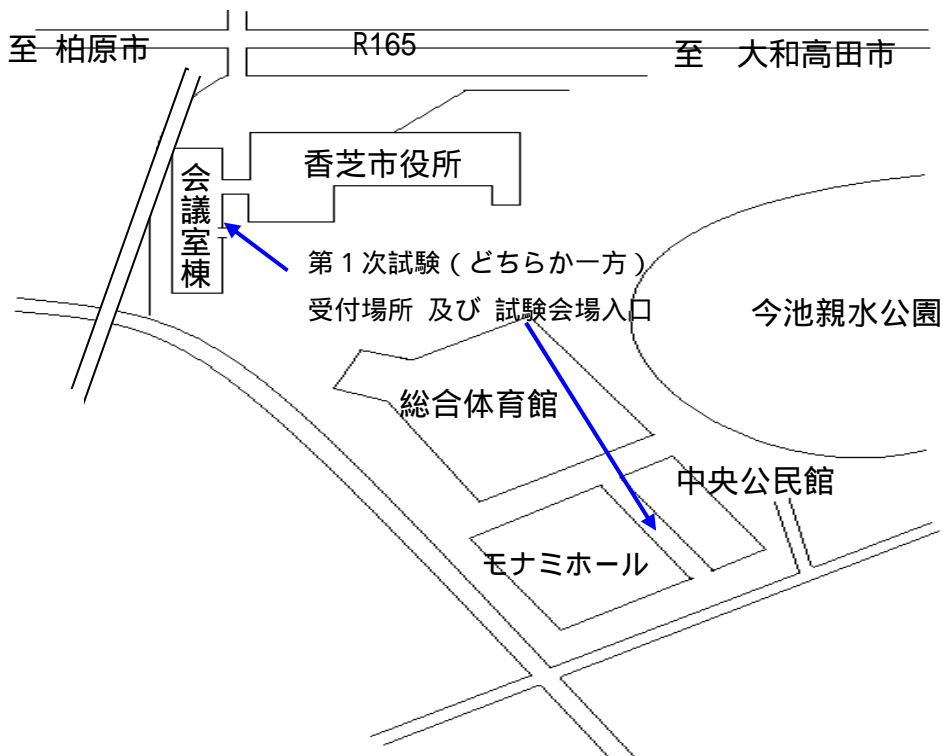 R165
至 柏原市
至 大和高田市
香芝市役所
会議室棟
第1次試験(どちらか一方)
受付場所 及び 試験会場入口
今池親水公園
総合体育館
中央公民館
モナミホール